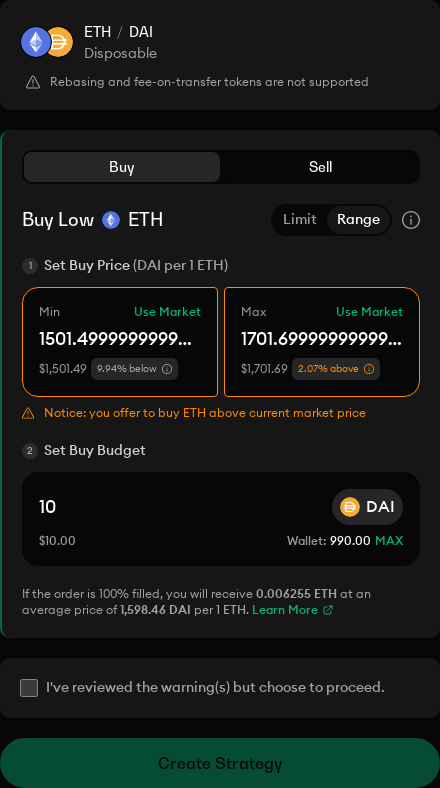 ETH / DAI
Disposable
Rebasing and fee-on-transfer tokens are not supported
Buy Sell
Buy Low ETH Limit Range
1 Set Buy Price (DAI per 1 ETH)
Min Use Market Max Use Market
1501.4999999999... 1701.69999999999...
$1,501.49 9.94% below $1,701.69 2.07% above
Notice: you offer to buy ETH above current market price
2 Set Buy Budget
10 DAI
$10.00 Wallet: 990.00 MAX
If the order is 100% filled, you will receive 0.006255 ETH at an
average price of 1,598.46 DAI per 1 ETH. Learn More
I've reviewed the warning(s) but choose to proceed.
Create Strategy